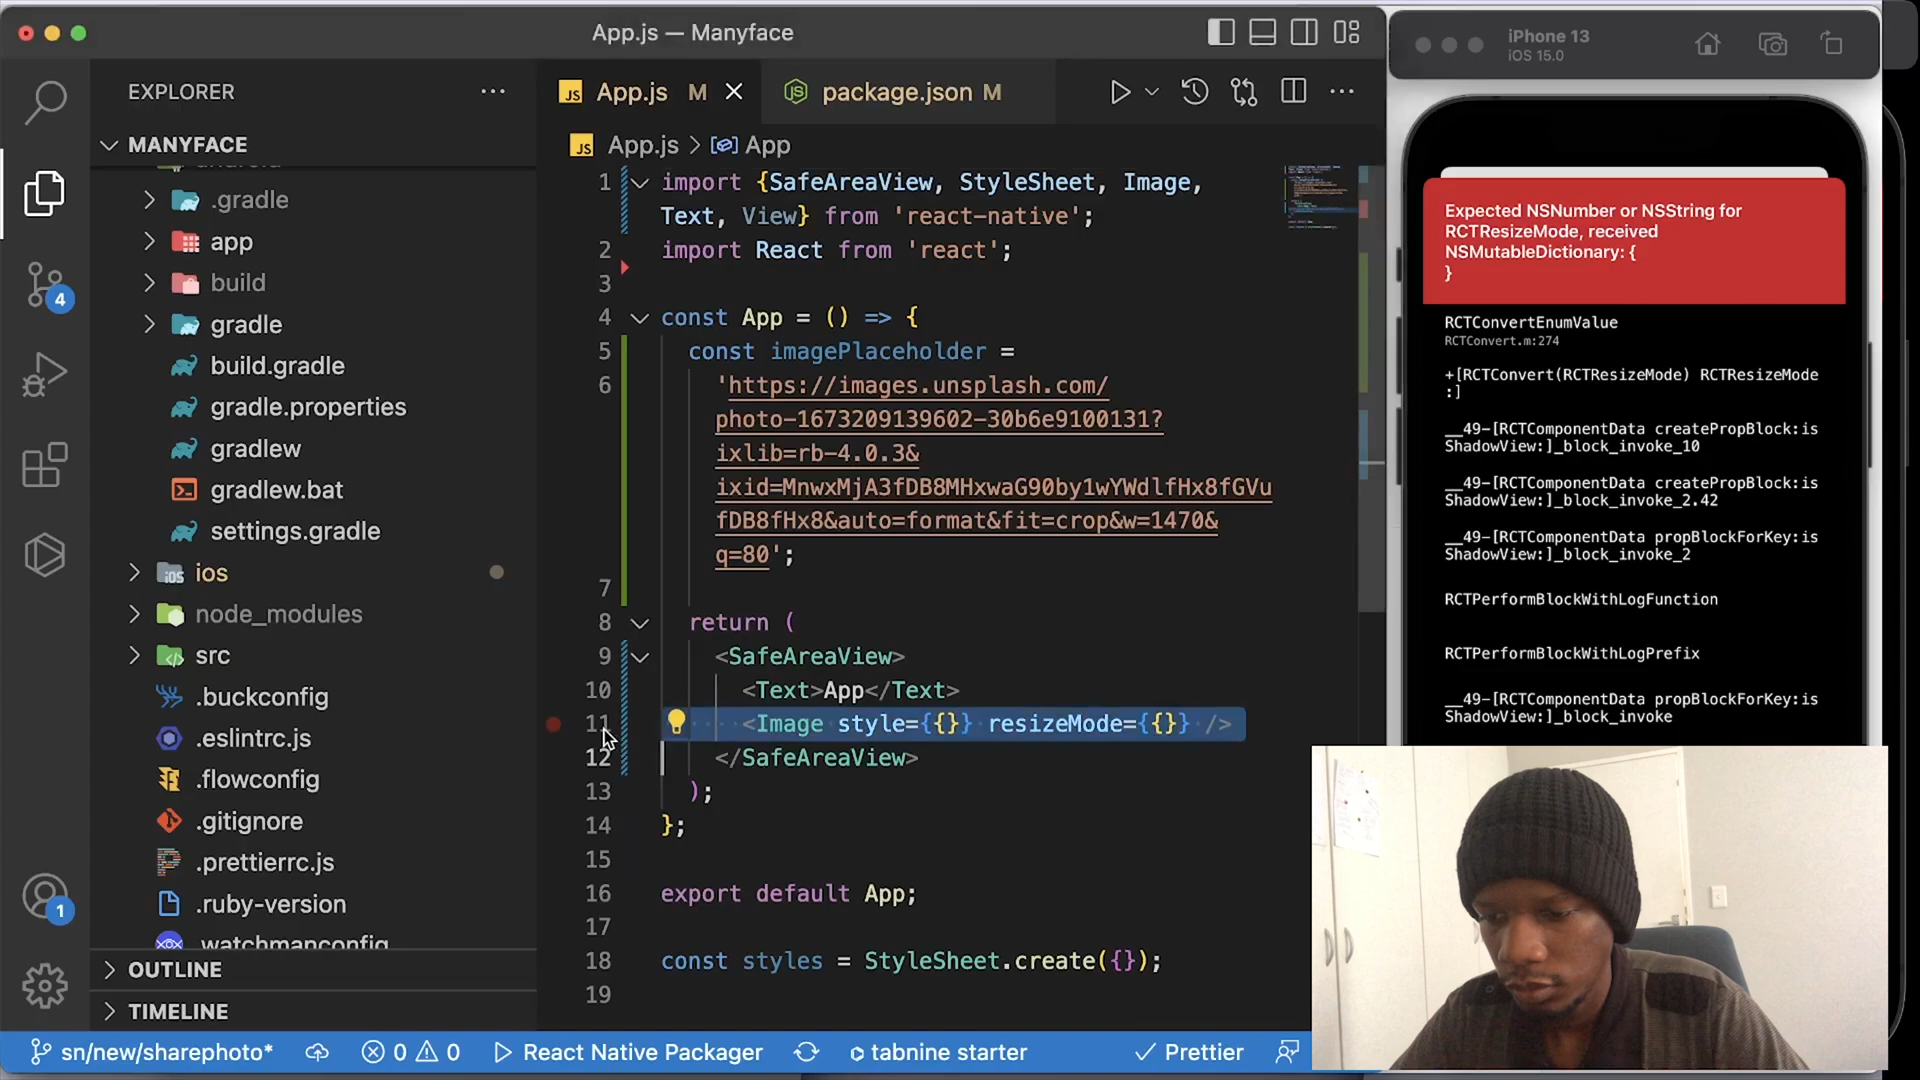 App.js — Manyface
iPhone 13
iOS 15.0
EXPLORER
App.js M
package.json M
MANYFACE
App.js > App
android
.gradle
app
build
gradle
build.gradle
gradle.properties
gradlew
gradlew.bat
settings.gradle
ios
node_modules
src
.buckconfig
.eslintrc.js
.flowconfig
.gitignore
.prettierrc.js
.ruby-version
.watchmanconfig
OUTLINE
TIMELINE
4
1
1 import {SafeAreaView, StyleSheet, Image,
Text, View} from 'react-native';
2 import React from 'react';
3
4 const App = () => {
5 const imagePlaceholder =
6 'https://images.unsplash.com/
photo-1673209139602-30b6e9100131?
ixlib=rb-4.0.3&
ixid=MnwxMjA3fDB8MHxwaG90by1wYWdlfHx8fGVu
fDB8fHx8&auto=format&fit=crop&w=1470&
q=80';
7
8 return (
9 <SafeAreaView>
10 <Text>App</Text>
11 <Image style={{}} resizeMode={{}} />
12 </SafeAreaView>
13 );
14 };
15
16 export default App;
17
18 const styles = StyleSheet.create({});
19
Expected NSNumber or NSString for
RCTResizeMode, received
NSMutableDictionary: {
}
RCTConvertEnumValue
RCTConvert.m:274
+[RCTConvert(RCTResizeMode) RCTResizeMode
:]
__49-[RCTComponentData createPropBlock:is
ShadowView:]_block_invoke_10
__49-[RCTComponentData createPropBlock:is
ShadowView:]_block_invoke_2.42
__49-[RCTComponentData propBlockForKey:is
ShadowView:]_block_invoke_2
RCTPerformBlockWithLogFunction
RCTPerformBlockWithLogPrefix
__49-[RCTComponentData propBlockForKey:is
ShadowView:]_block_invoke
sn/new/sharephoto* 0 0 React Native Packager tabnine starter Prettier